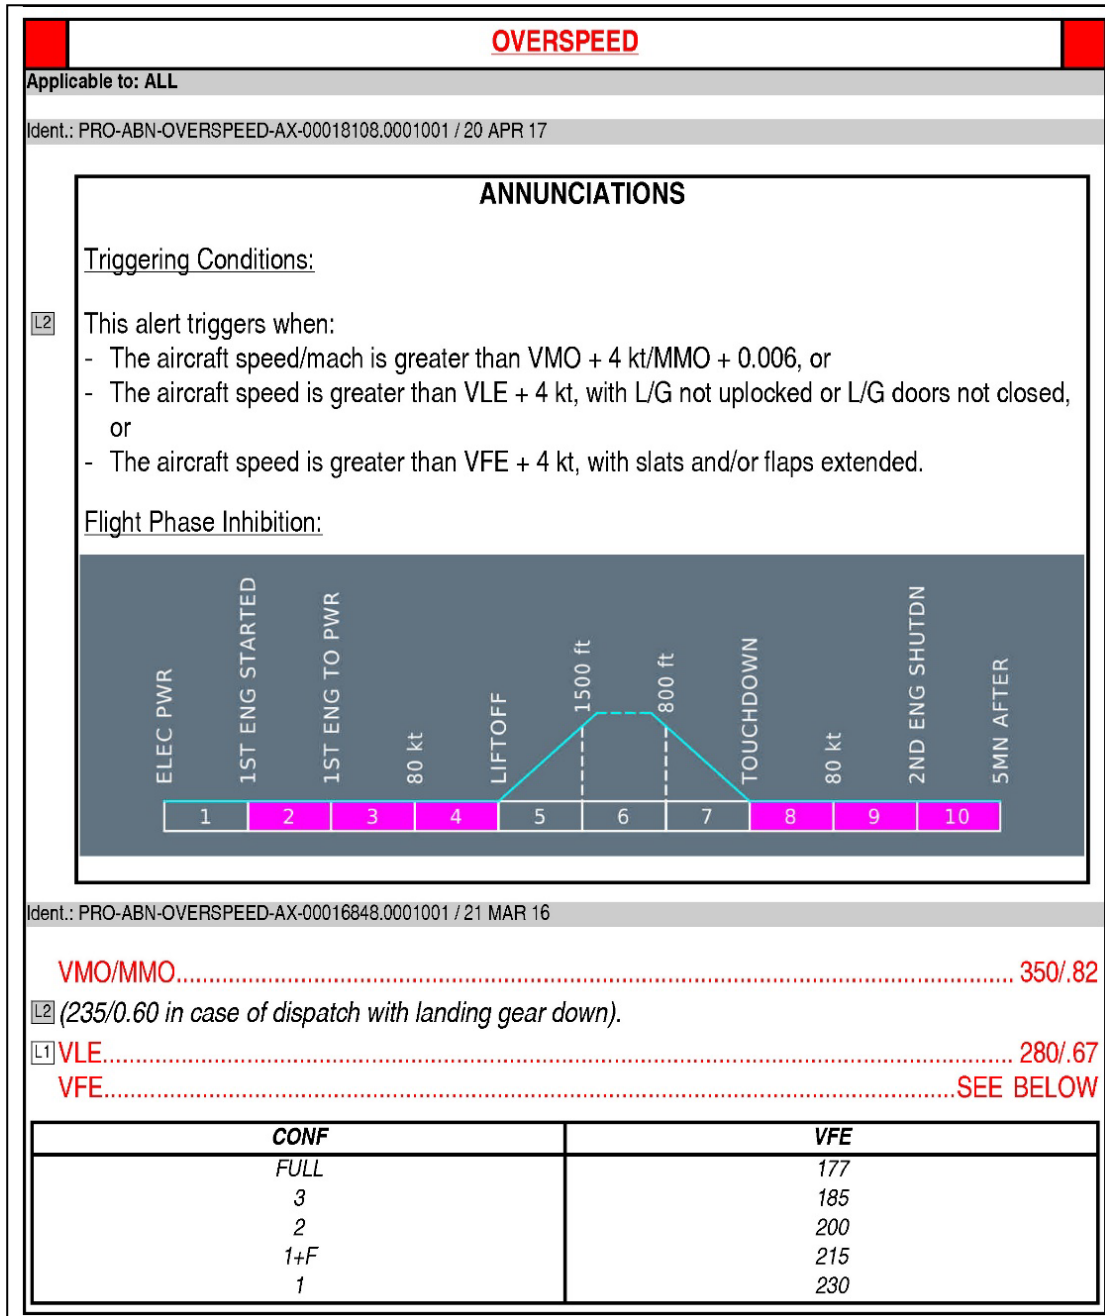 OVERSPEED
Applicable to: ALL
Ident.: PRO-ABN-OVERSPEED-AX-00018108.0001001 / 20 APR 17
ANNUNCIATIONS
Triggering Conditions:
L2 This alert triggers when:
- The aircraft speed/mach is greater than VMO + 4 kt/MMO + 0.006, or
- The aircraft speed is greater than VLE + 4 kt, with L/G not uplocked or L/G doors not closed,
or
- The aircraft speed is greater than VFE + 4 kt, with slats and/or flaps extended.
Flight Phase Inhibition:
ELEC PWR
1ST ENG STARTED
1ST ENG TO PWR
80 kt
LIFTOFF
1500 ft
800 ft
TOUCHDOWN
80 kt
2ND ENG SHUTDN
5MN AFTER
1 2 3 4 5 6 7 8 9 10
Ident.: PRO-ABN-OVERSPEED-AX-00016848.0001001 / 21 MAR 16
VMO/MMO................................................................ 350/.82
L2 (235/0.60 in case of dispatch with landing gear down).
L1 VLE................................................................ 280/.67
VFE................................................................SEE BELOW
CONF VFE
FULL 177
3 185
2 200
1+F 215
1 230